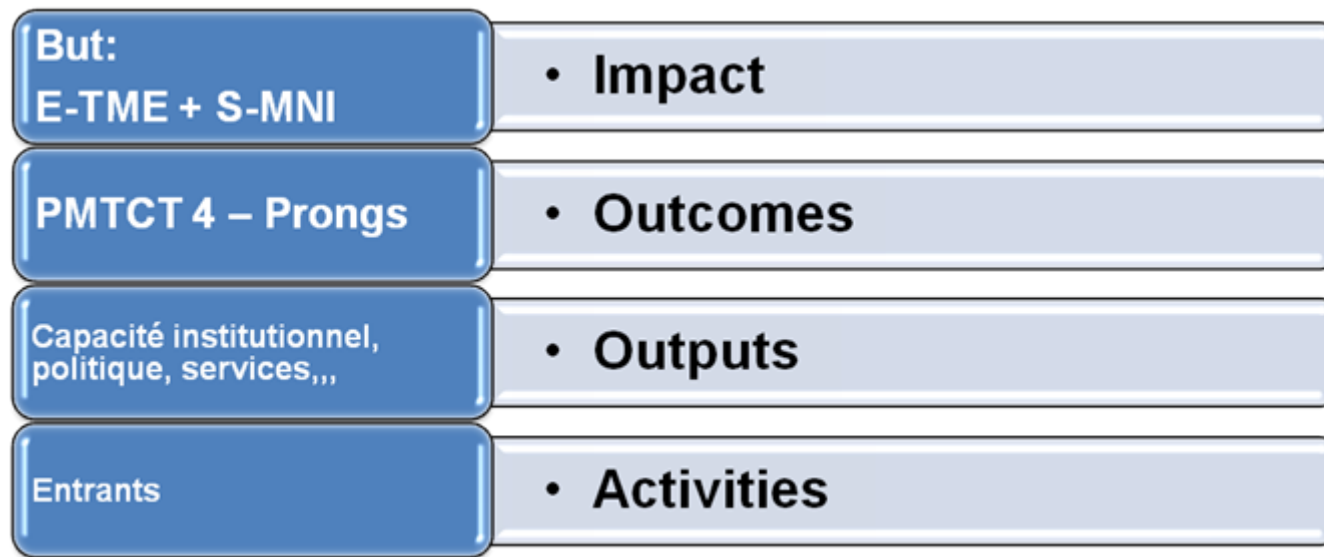 But:
E-TME + S-MNI
• Impact
PMTCT 4 – Prongs
• Outcomes
Capacité institutionnel,
politique, services,,,
• Outputs
Entrants
• Activities